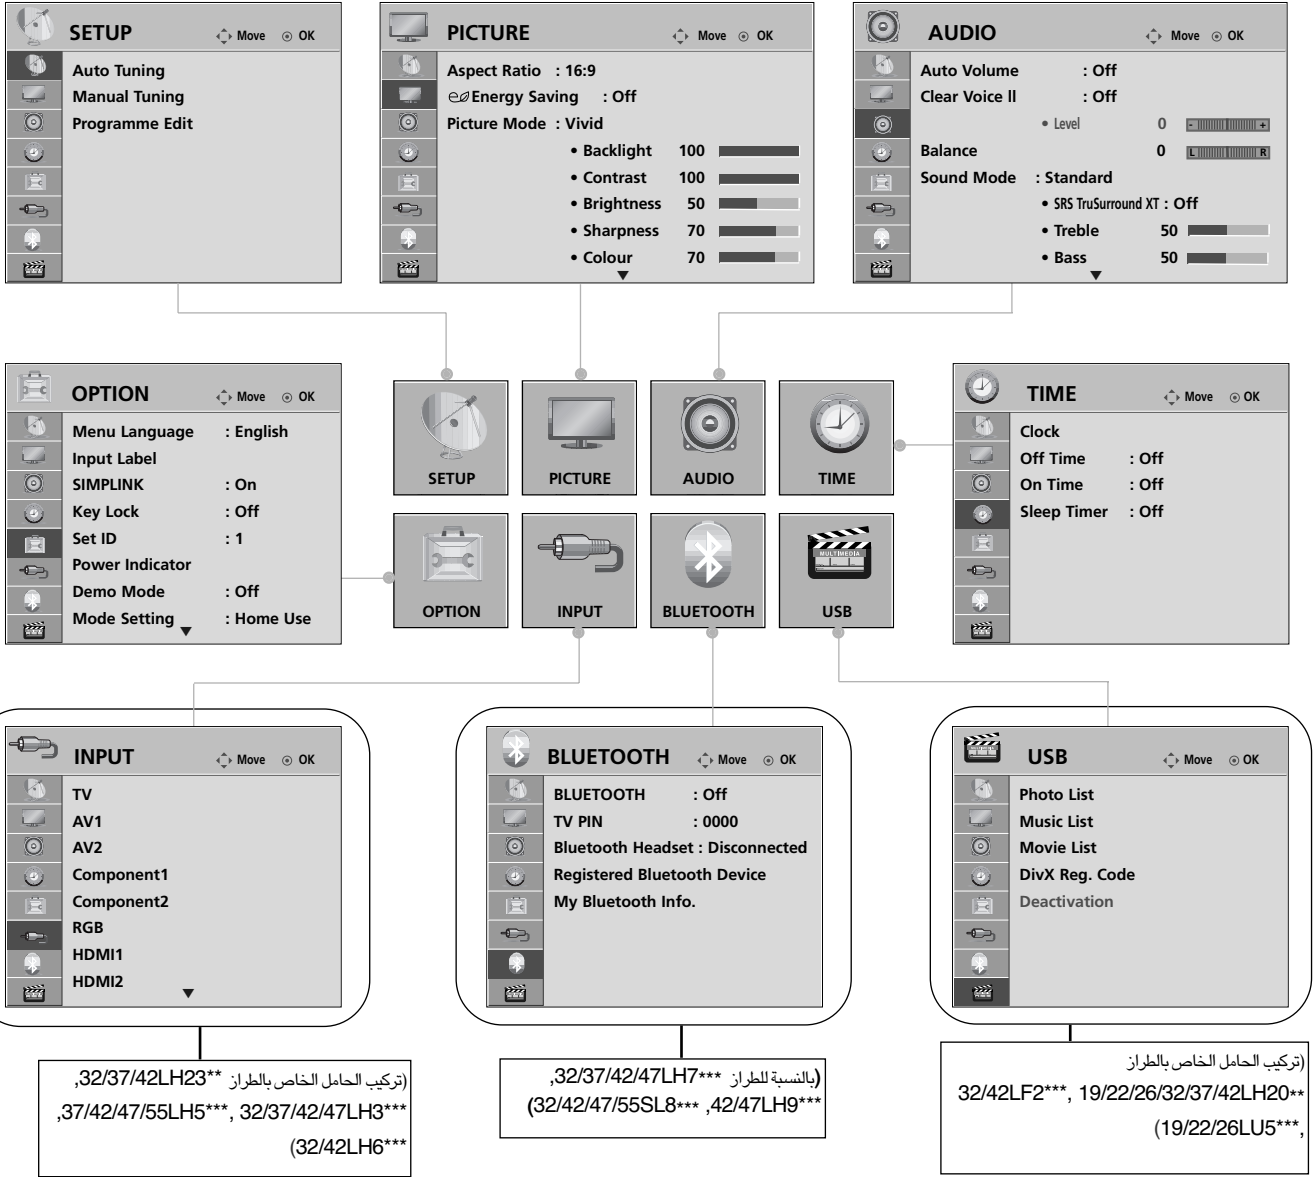 SETUP Move OK
Auto Tuning
Manual Tuning
Programme Edit
PICTURE Move OK
Aspect Ratio : 16:9
Energy Saving : Off
Picture Mode : Vivid
• Backlight 100
• Contrast 100
• Brightness 50
• Sharpness 70
• Colour 70
AUDIO Move OK
Auto Volume : Off
Clear Voice ll : Off
• Level 0 - +
Balance 0 L R
Sound Mode : Standard
• SRS TruSurround XT : Off
• Treble 50
• Bass 50
OPTION Move OK
Menu Language : English
Input Label
SIMPLINK : On
Key Lock : Off
Set ID : 1
Power Indicator
Demo Mode : Off
Mode Setting : Home Use
SETUP
PICTURE
AUDIO
TIME
OPTION
INPUT
BLUETOOTH
MULTIMEDIA
USB
TIME Move OK
Clock
Off Time : Off
On Time : Off
Sleep Timer : Off
INPUT Move OK
TV
AV1
AV2
Component1
Component2
RGB
HDMI1
HDMI2
BLUETOOTH Move OK
BLUETOOTH : Off
TV PIN : 0000
Bluetooth Headset : Disconnected
Registered Bluetooth Device
My Bluetooth Info.
USB Move OK
Photo List
Music List
Movie List
DivX Reg. Code
Deactivation
(تركيب الحامل الخاص بالطراز 32/37/42LH23**,
37/42/47/55LH5***, 32/37/42/47LH3***,
32/42LH6***)
(بالنسبة للطراز 32/37/42/47LH7***,
42/47LH9***, 32/42/47/55SL8***)
(تركيب الحامل الخاص بالطراز
32/42LF2***, 19/22/26/32/37/42LH20**
,19/22/26LU5***)